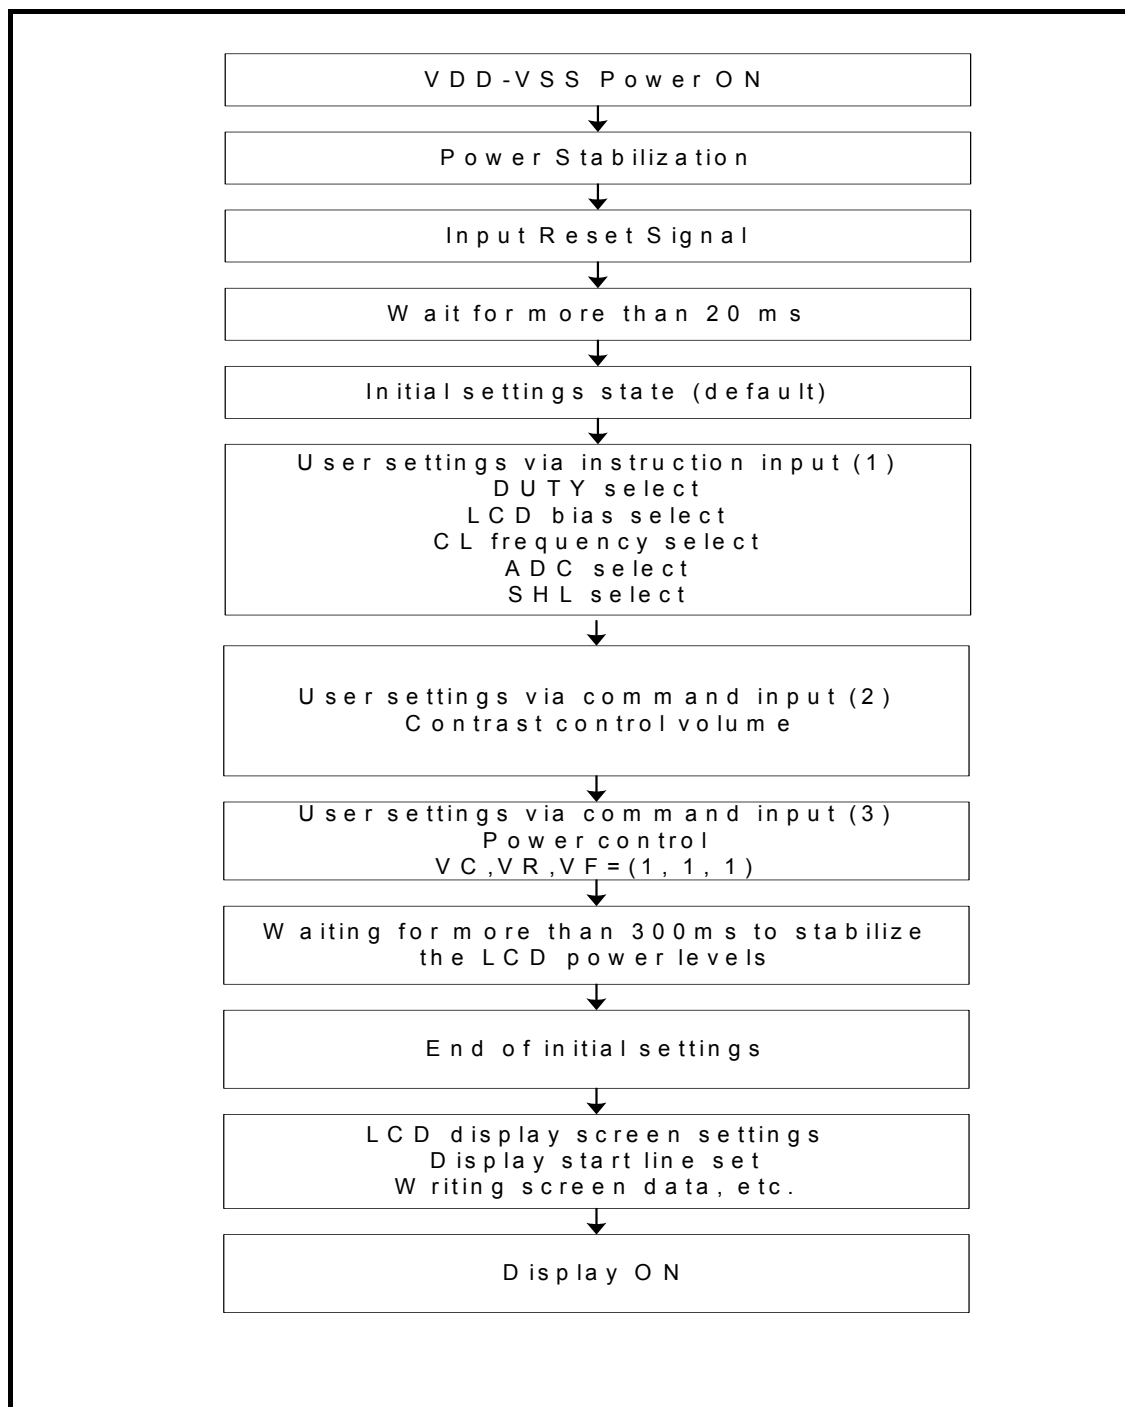 VDD-VSS Power ON
Power Stabilization
Input Reset Signal
Wait for more than 20 ms
Initial settings state (default)
User settings via instruction input (1)
DUTY select
LCD bias select
CL frequency select
ADC select
SHL select
User settings via command input (2)
Contrast control volume
User settings via command input (3)
Power control
VC,VR,VF=(1, 1, 1)
Waiting for more than 300ms to stabilize
the LCD power levels
End of initial settings
LCD display screen settings
Display start line set
Writing screen data, etc.
Display ON